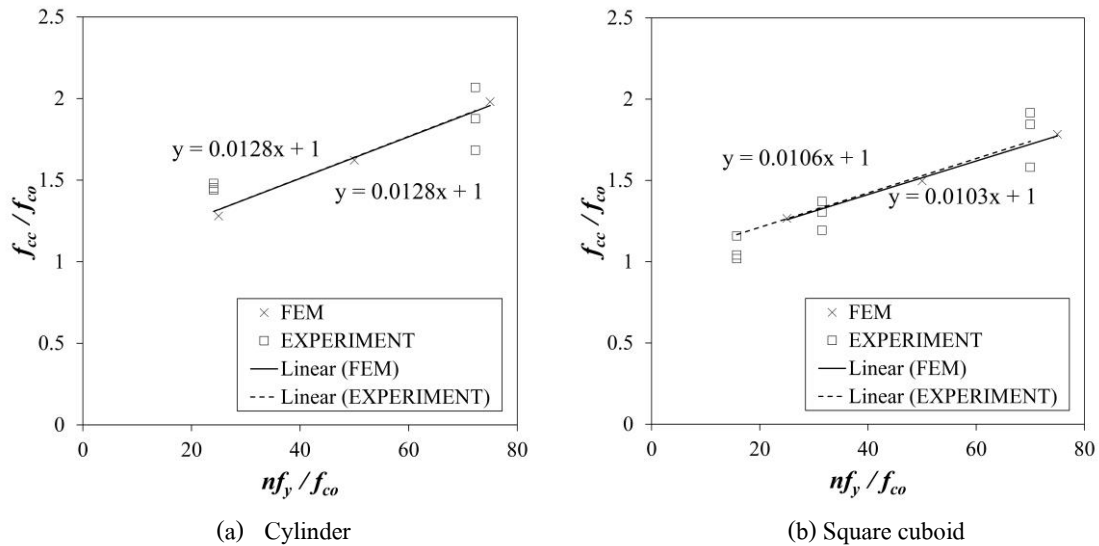 2.5
2
1.5
1
0.5
0
0
20
40
60
80
f_cc / f_co
nf_y / f_co
y = 0.0128x + 1
y = 0.0128x + 1
FEM
EXPERIMENT
Linear (FEM)
Linear (EXPERIMENT)
(a) Cylinder
2.5
2
1.5
1
0.5
0
0
20
40
60
80
f_cc / f_co
nf_y / f_co
y = 0.0106x + 1
y = 0.0103x + 1
FEM
EXPERIMENT
Linear (FEM)
Linear (EXPERIMENT)
(b) Square cuboid